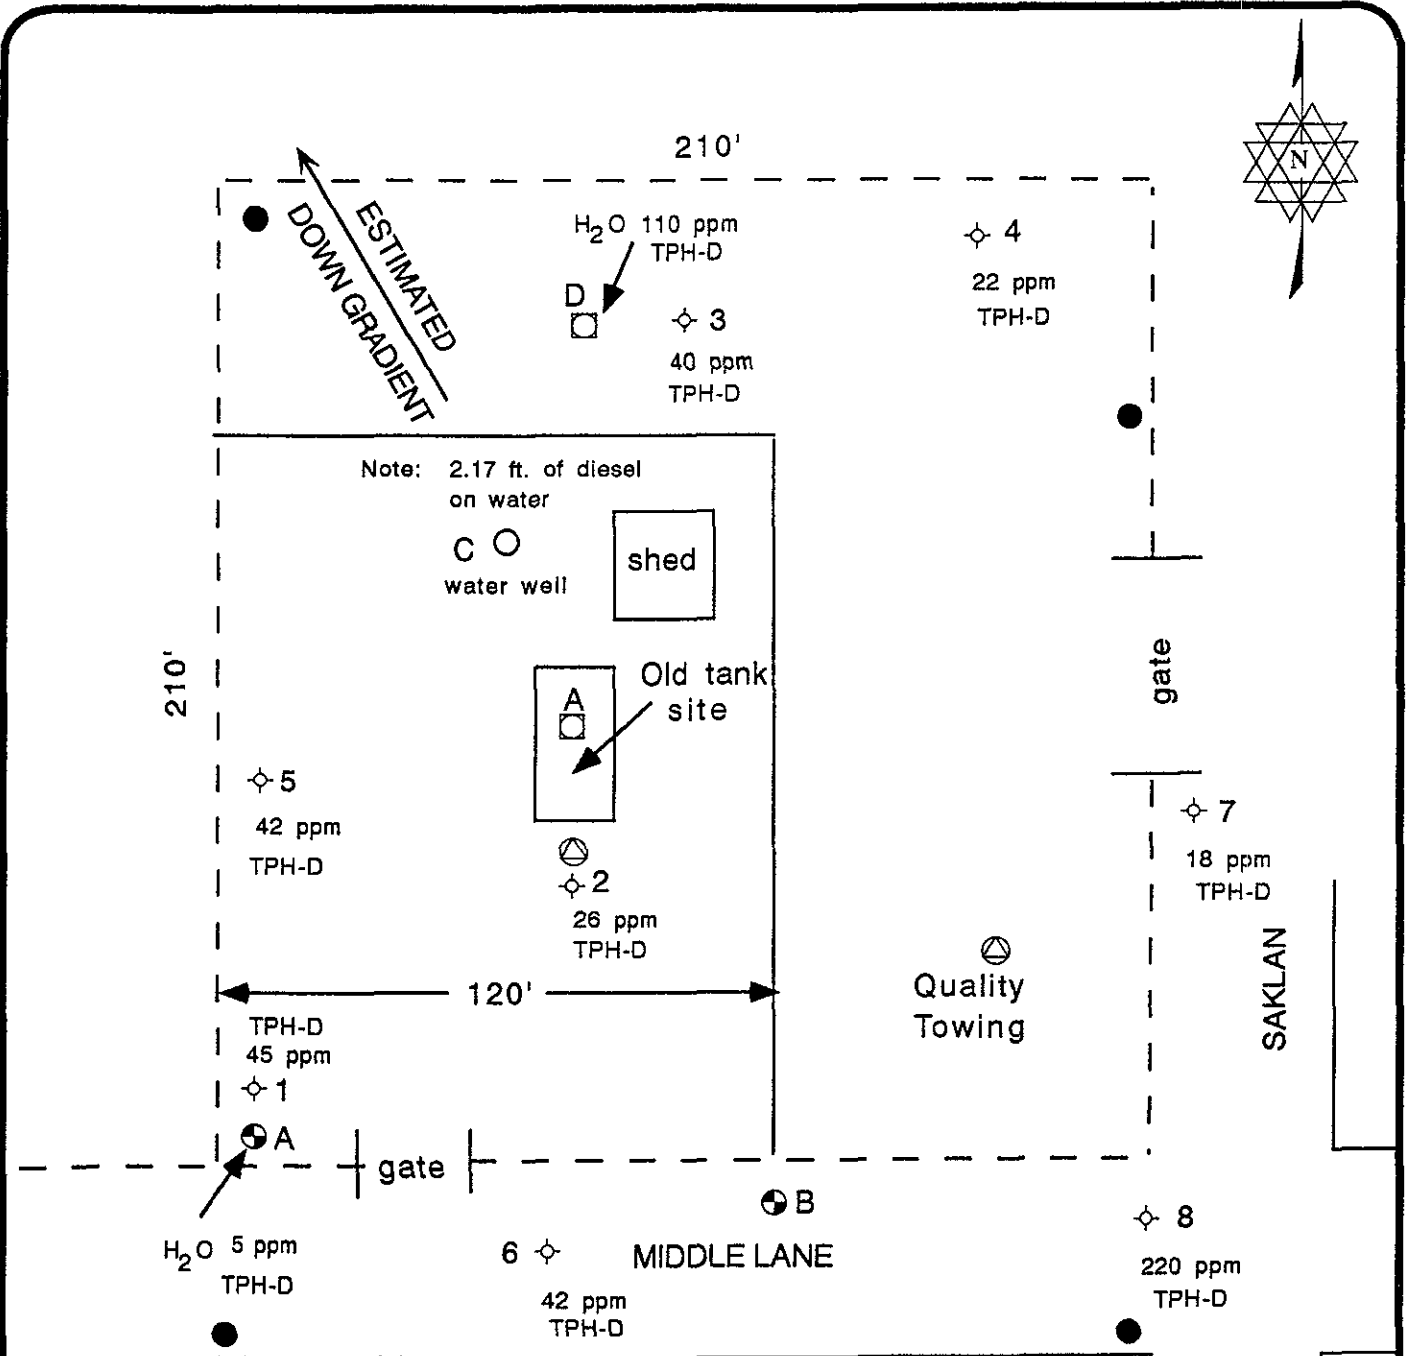 210'
N
ESTIMATED
DOWN GRADIENT
H2O 110 ppm
TPH-D
D
3
40 ppm
TPH-D
4
22 ppm
TPH-D
Note: 2.17 ft. of diesel
on water
C
water well
shed
gate
210'
Old tank
site
A
5
42 ppm
TPH-D
2
26 ppm
TPH-D
7
18 ppm
TPH-D
SAKLAN
Quality
Towing
120'
TPH-D
45 ppm
1
A
gate
B
H2O 5 ppm
TPH-D
6
MIDDLE LANE
42 ppm
TPH-D
8
220 ppm
TPH-D